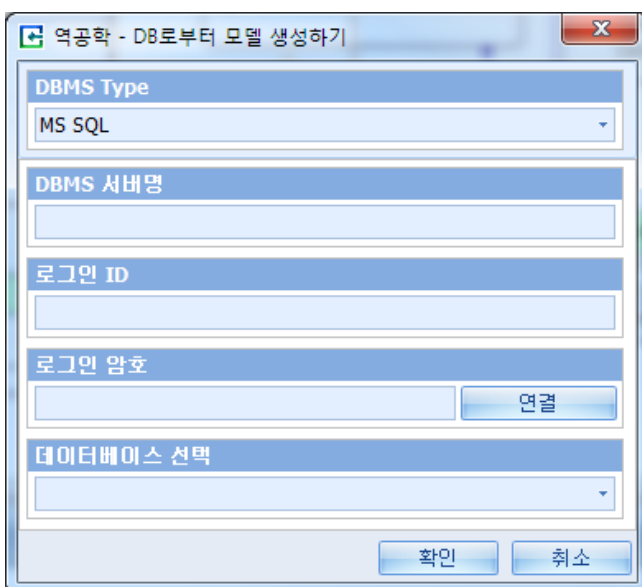 역공학 - DB로부터 모델 생성하기
DBMS Type
MS SQL
DBMS 서버명
로그인 ID
로그인 암호
연결
데이터베이스 선택
확인 취소